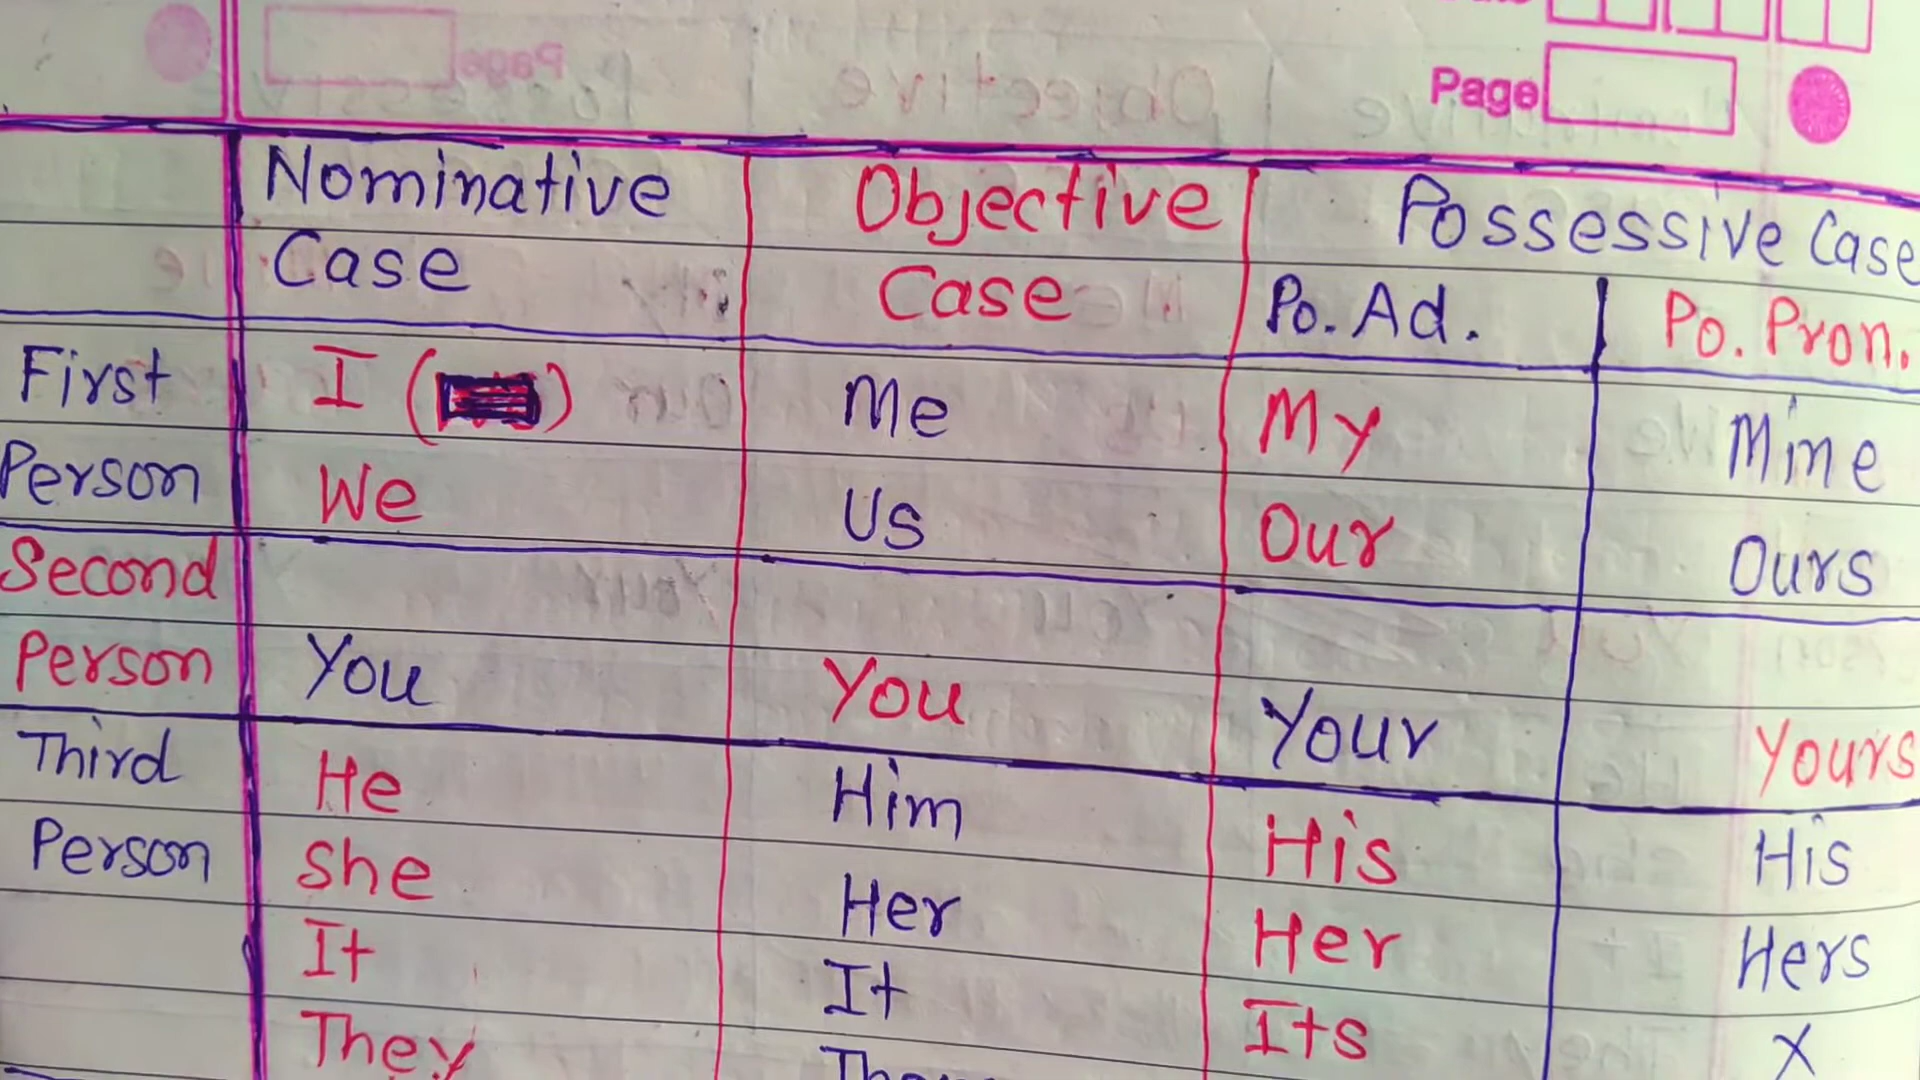 Page
Nominative Objective Possessive Case
Case Case Po. Ad. Po. Pron.
First I ( ) Me My Mine
Person We Us Our Ours
Second
Person You You Your Yours
Third He Him His His
Person She Her Her Hers
It It Its X
They